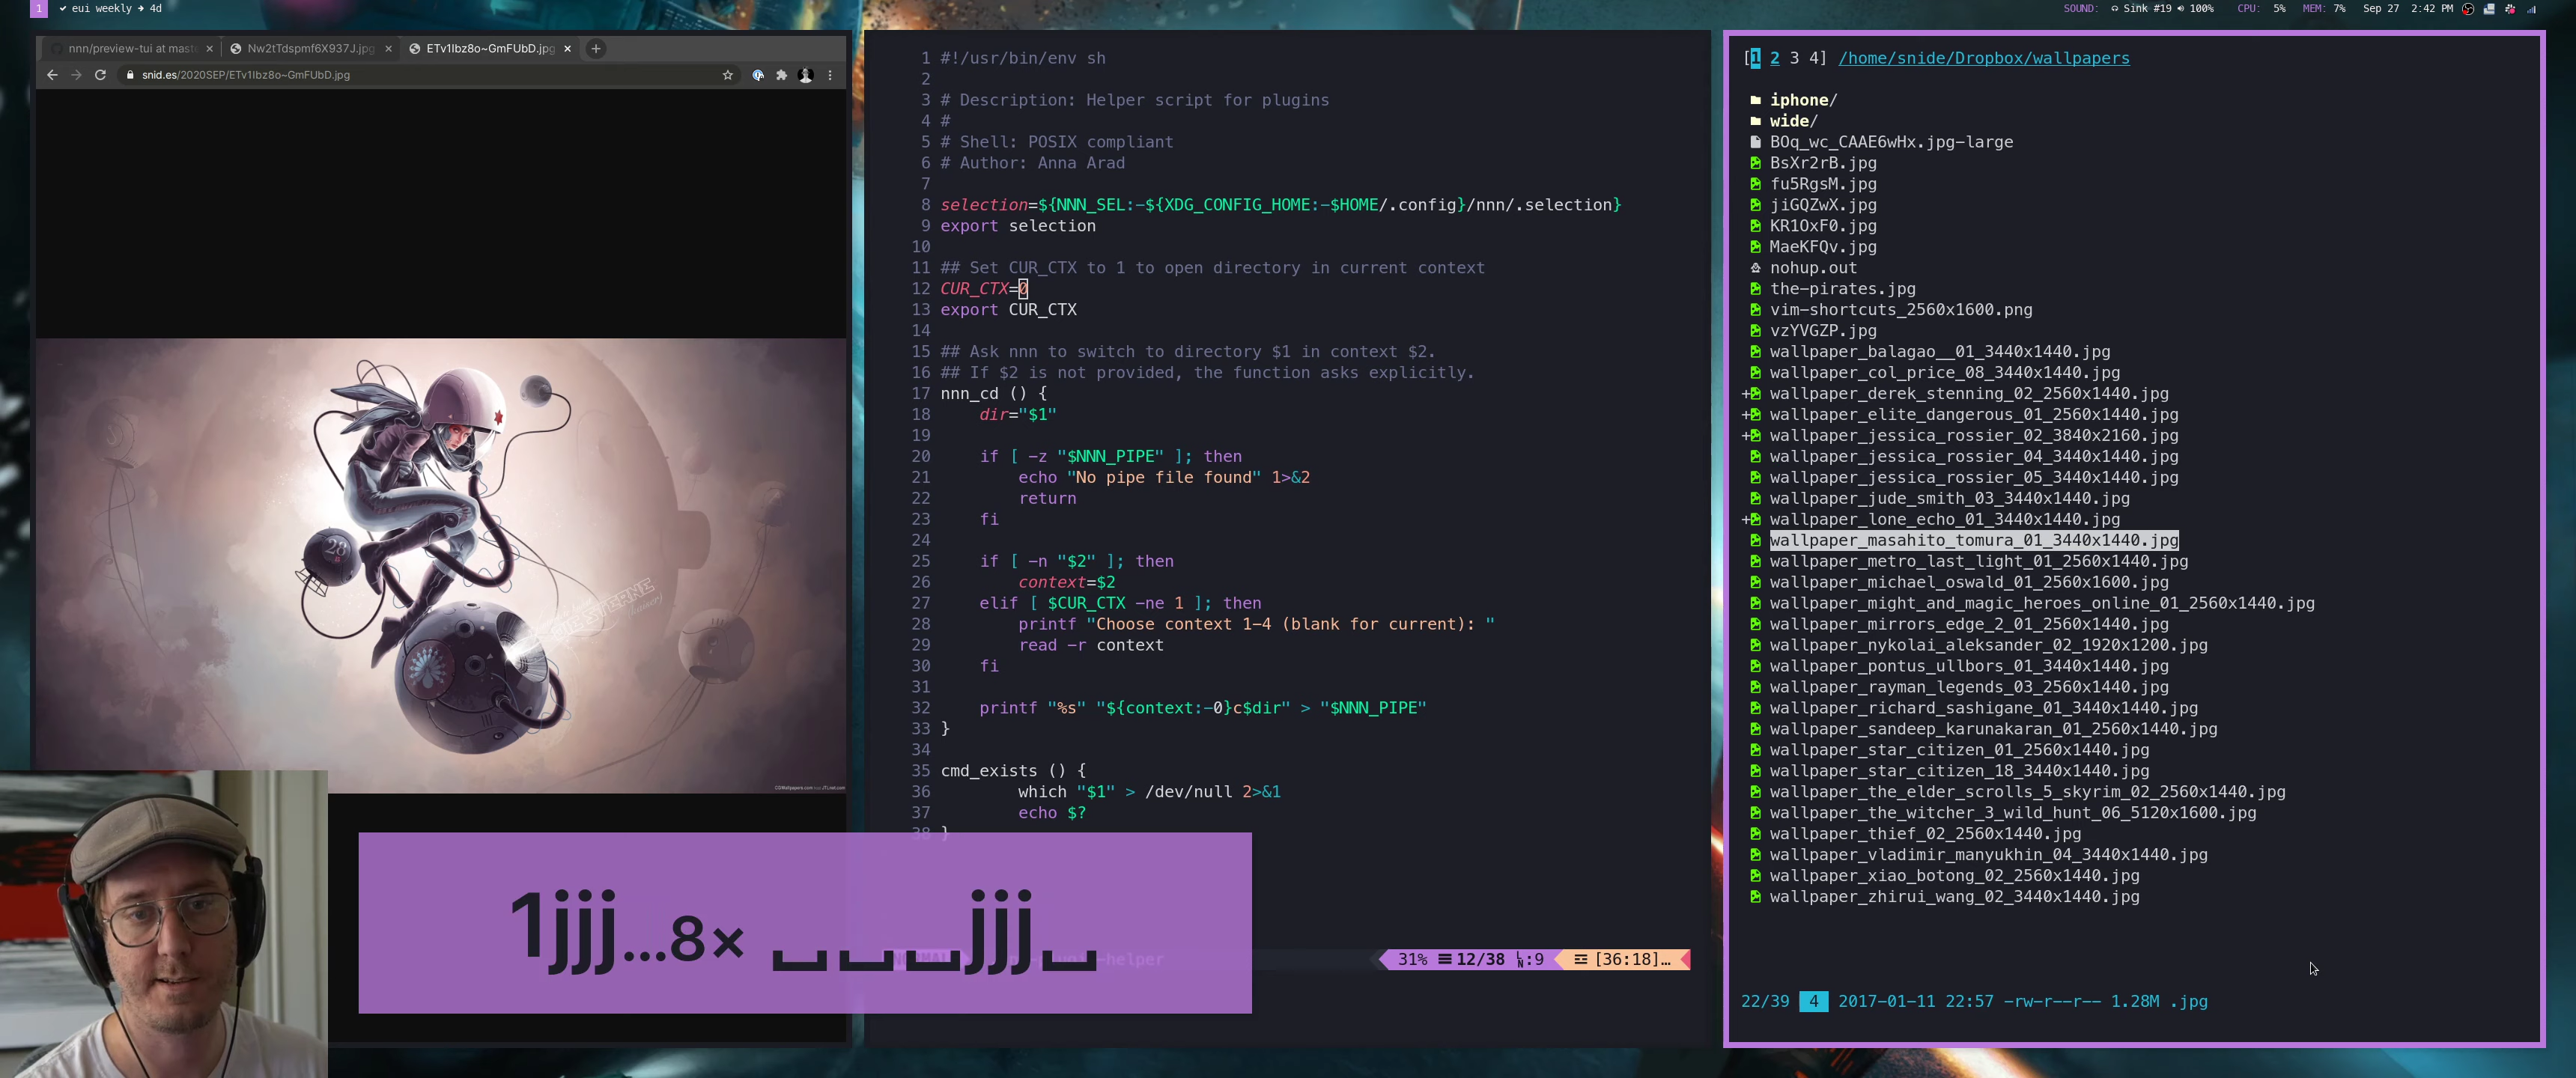 1 ✔ eui weekly → 4d
SOUND: Sink #19 100% CPU: 5% MEM: 7% Sep 27 2:42 PM
nnn/preview-tui at mast × Nw2tTdspmf6X937J.jpg × ETv1Ibz8o~GmFUbD.jpg × +
snid.es/2020SEP/ETv1Ibz8o~GmFUbD.jpg
28
1 #!/usr/bin/env sh
2
3 # Description: Helper script for plugins
4 #
5 # Shell: POSIX compliant
6 # Author: Anna Arad
7
8 selection=${NNN_SEL:-${XDG_CONFIG_HOME:-$HOME/.config}/nnn/.selection}
9 export selection
10
11 ## Set CUR_CTX to 1 to open directory in current context
12 CUR_CTX=0
13 export CUR_CTX
14
15 ## Ask nnn to switch to directory $1 in context $2.
16 ## If $2 is not provided, the function asks explicitly.
17 nnn_cd () {
18     dir="$1"
19
20     if [ -z "$NNN_PIPE" ]; then
21         echo "No pipe file found" 1>&2
22         return
23     fi
24
25     if [ -n "$2" ]; then
26         context=$2
27     elif [ $CUR_CTX -ne 1 ]; then
28         printf "Choose context 1-4 (blank for current): "
29         read -r context
30     fi
31
32     printf "%s" "${context:-0}c$dir" > "$NNN_PIPE"
33 }
34
35 cmd_exists () {
36         which "$1" > /dev/null 2>&1
37         echo $?
38 }
NORMAL helper 31% ☰ 12/38 LN:9 [36:18]…
1jjj…8× ␣␣␣jjj␣
[1 2 3 4] /home/snide/Dropbox/wallpapers
iphone/
wide/
BOq_wc_CAAE6wHx.jpg-large
BsXr2rB.jpg
fu5RgsM.jpg
jiGQZwX.jpg
KR1OxF0.jpg
MaeKFQv.jpg
nohup.out
the-pirates.jpg
vim-shortcuts_2560x1600.png
vzYVGZP.jpg
wallpaper_balagao__01_3440x1440.jpg
wallpaper_col_price_08_3440x1440.jpg
+wallpaper_derek_stenning_02_2560x1440.jpg
+wallpaper_elite_dangerous_01_2560x1440.jpg
+wallpaper_jessica_rossier_02_3840x2160.jpg
wallpaper_jessica_rossier_04_3440x1440.jpg
wallpaper_jessica_rossier_05_3440x1440.jpg
wallpaper_jude_smith_03_3440x1440.jpg
+wallpaper_lone_echo_01_3440x1440.jpg
wallpaper_masahito_tomura_01_3440x1440.jpg
wallpaper_metro_last_light_01_2560x1440.jpg
wallpaper_michael_oswald_01_2560x1600.jpg
wallpaper_might_and_magic_heroes_online_01_2560x1440.jpg
wallpaper_mirrors_edge_2_01_2560x1440.jpg
wallpaper_nykolai_aleksander_02_1920x1200.jpg
wallpaper_pontus_ullbors_01_3440x1440.jpg
wallpaper_rayman_legends_03_2560x1440.jpg
wallpaper_richard_sashigane_01_3440x1440.jpg
wallpaper_sandeep_karunakaran_01_2560x1440.jpg
wallpaper_star_citizen_01_2560x1440.jpg
wallpaper_star_citizen_18_3440x1440.jpg
wallpaper_the_elder_scrolls_5_skyrim_02_2560x1440.jpg
wallpaper_the_witcher_3_wild_hunt_06_5120x1600.jpg
wallpaper_thief_02_2560x1440.jpg
wallpaper_vladimir_manyukhin_04_3440x1440.jpg
wallpaper_xiao_botong_02_2560x1440.jpg
wallpaper_zhirui_wang_02_3440x1440.jpg
22/39 4 2017-01-11 22:57 -rw-r--r-- 1.28M .jpg